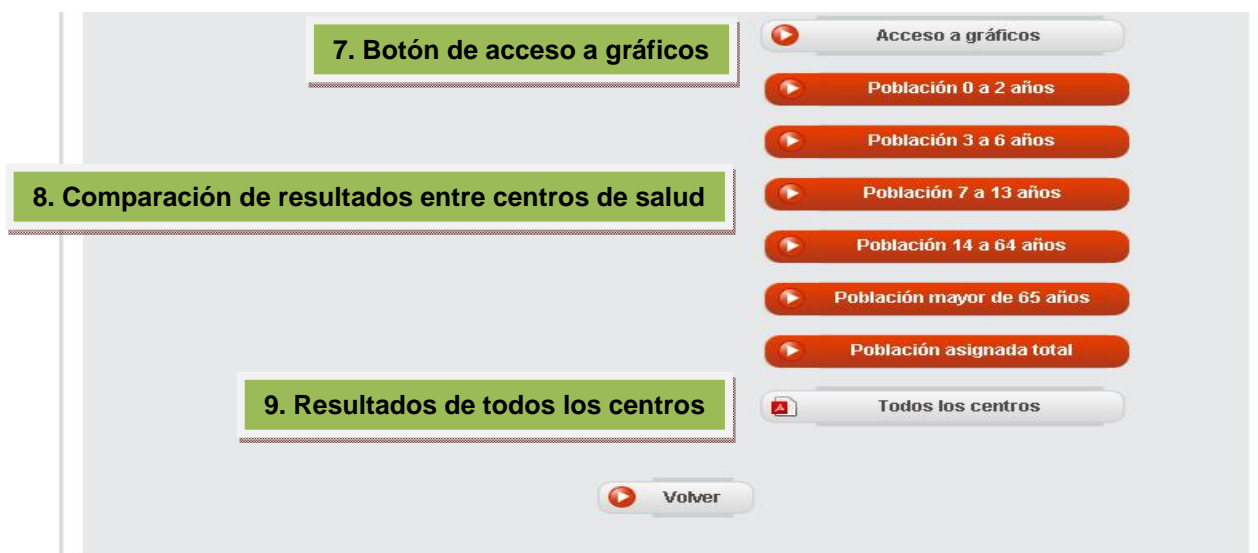 7. Botón de acceso a gráficos
Acceso a gráficos
Población 0 a 2 años
Población 3 a 6 años
8. Comparación de resultados entre centros de salud
Población 7 a 13 años
Población 14 a 64 años
Población mayor de 65 años
Población asignada total
9. Resultados de todos los centros
Todos los centros
Volver